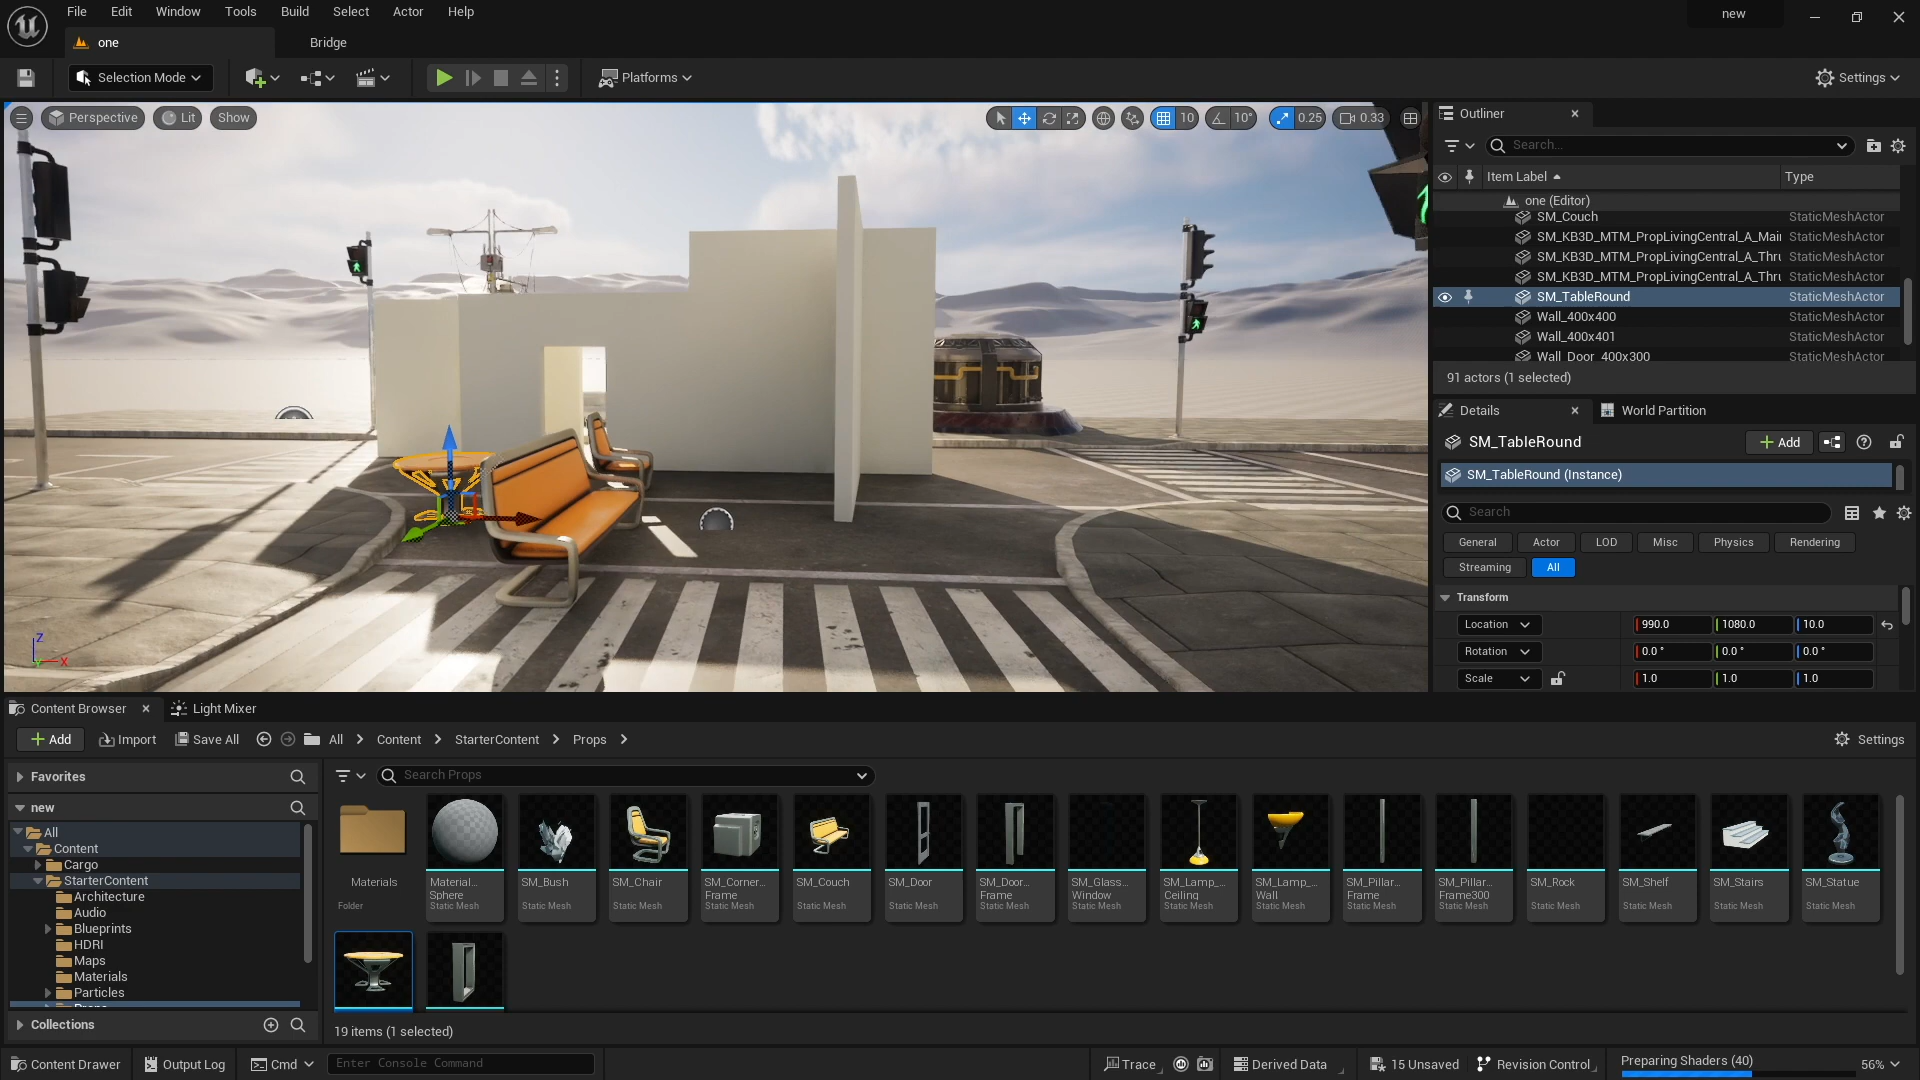 File Edit Window Tools Build Select Actor Help
new
one
Bridge
Selection Mode
Platforms
Settings
Perspective
Lit
Show
10
10°
0.25
0.33
Z
X
Outliner
Search...
Item Label
Type
one (Editor)
SM_Couch StaticMeshActor
SM_KB3D_MTM_PropLivingCentral_A_Mai StaticMeshActor
SM_KB3D_MTM_PropLivingCentral_A_Thru StaticMeshActor
SM_KB3D_MTM_PropLivingCentral_A_Thru StaticMeshActor
SM_TableRound StaticMeshActor
Wall_400x400 StaticMeshActor
Wall_400x401 StaticMeshActor
Wall_Door_400x300 StaticMeshActor
91 actors (1 selected)
Details
World Partition
SM_TableRound
Add
SM_TableRound (Instance)
Search
General Actor LOD Misc Physics Rendering
Streaming All
Transform
Location 990.0 1080.0 10.0
Rotation 0.0 ° 0.0 ° 0.0 °
Scale 1.0 1.0 1.0
Content Browser
Light Mixer
Add Import Save All All Content StarterContent Props
Settings
Favorites
new
All
Content
Cargo
StarterContent
Architecture
Audio
Blueprints
HDRI
Maps
Materials
Particles
Collections
Search Props
Materials
Folder
Material...
Sphere
Static Mesh
SM_Bush
Static Mesh
SM_Chair
Static Mesh
SM_Corner...
Frame
Static Mesh
SM_Couch
Static Mesh
SM_Door
Static Mesh
SM_Door...
Frame
Static Mesh
SM_Glass...
Window
Static Mesh
SM_Lamp_...
Ceiling
Static Mesh
SM_Lamp_...
Wall
Static Mesh
SM_Pillar...
Frame
Static Mesh
SM_Pillar...
Frame300
Static Mesh
SM_Rock
Static Mesh
SM_Shelf
Static Mesh
SM_Stairs
Static Mesh
SM_Statue
Static Mesh
19 items (1 selected)
Content Drawer
Output Log
Cmd
Enter Console Command
Trace
Derived Data
15 Unsaved
Revision Control
Preparing Shaders (40)
56%